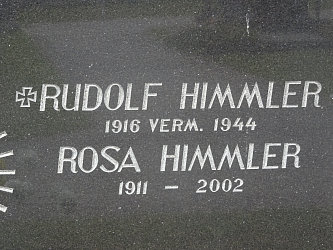 ✠RUDOLF HIMMLER
1916 VERM. 1944
ROSA HIMMLER
1911 – 2002